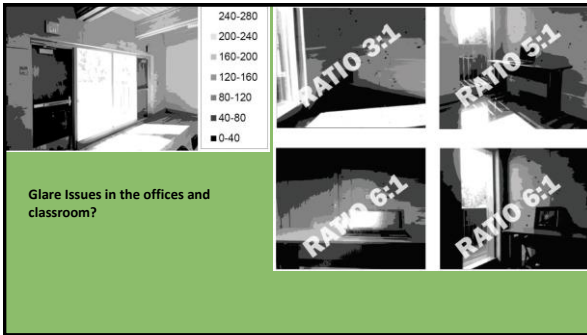 240-280
200-240
160-200
120-160
80-120
40-80
0-40
RATIO 3:1
RATIO 5:1
RATIO 6:1
RATIO 6:1
Glare Issues in the offices and
classroom?